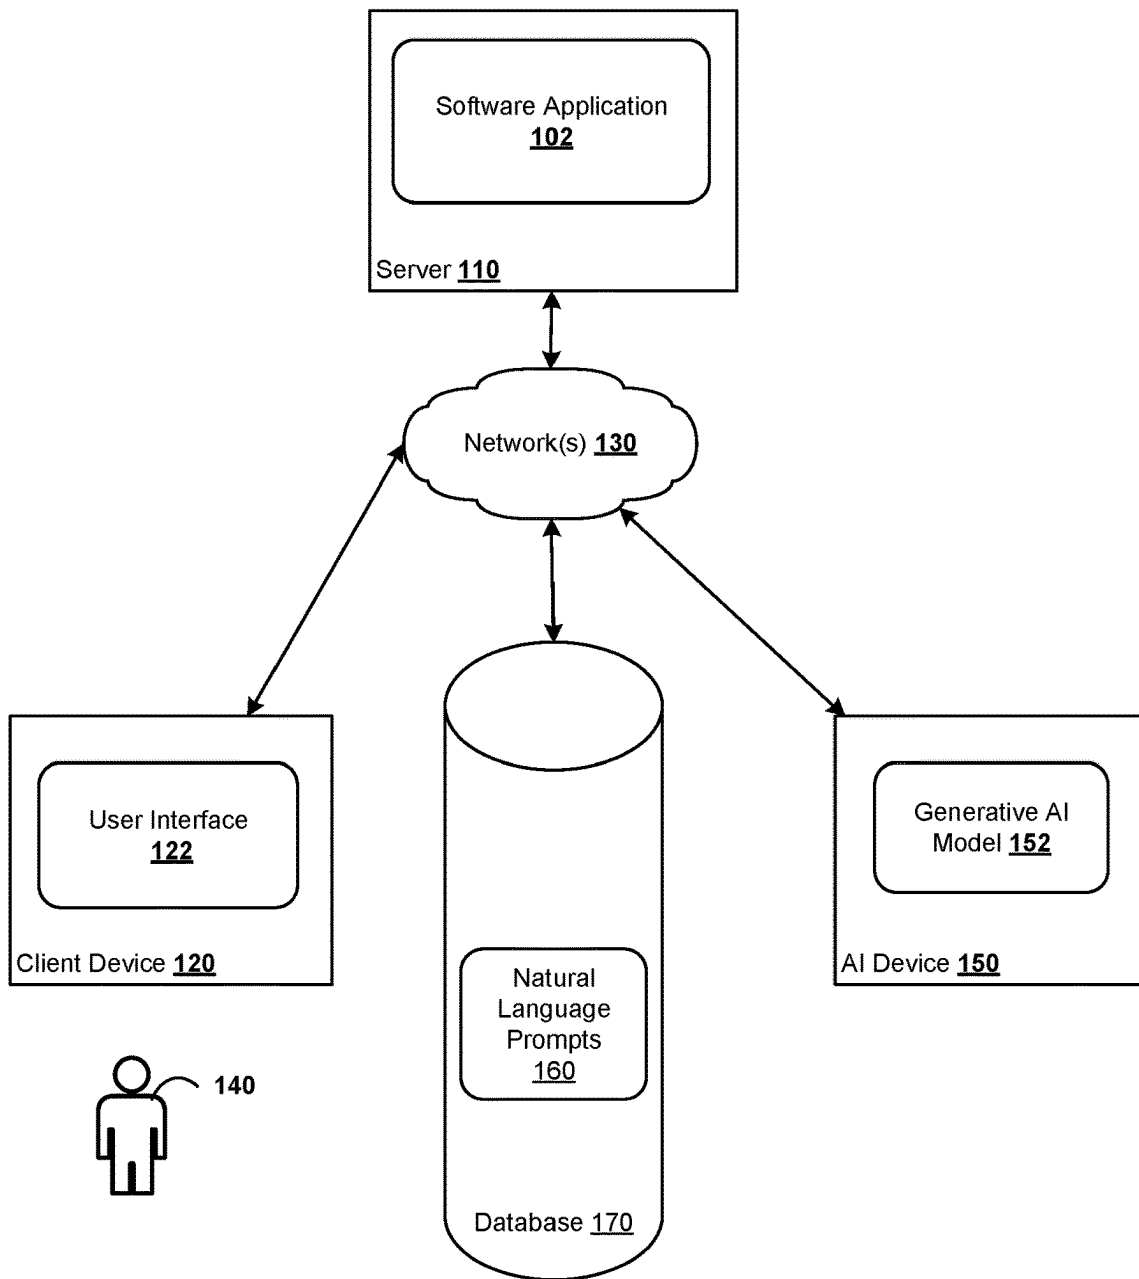 Software Application
102
Server 110
Network(s) 130
User Interface
122
Client Device 120
Generative AI
Model 152
AI Device 150
Natural
Language
Prompts
160
140
Database 170